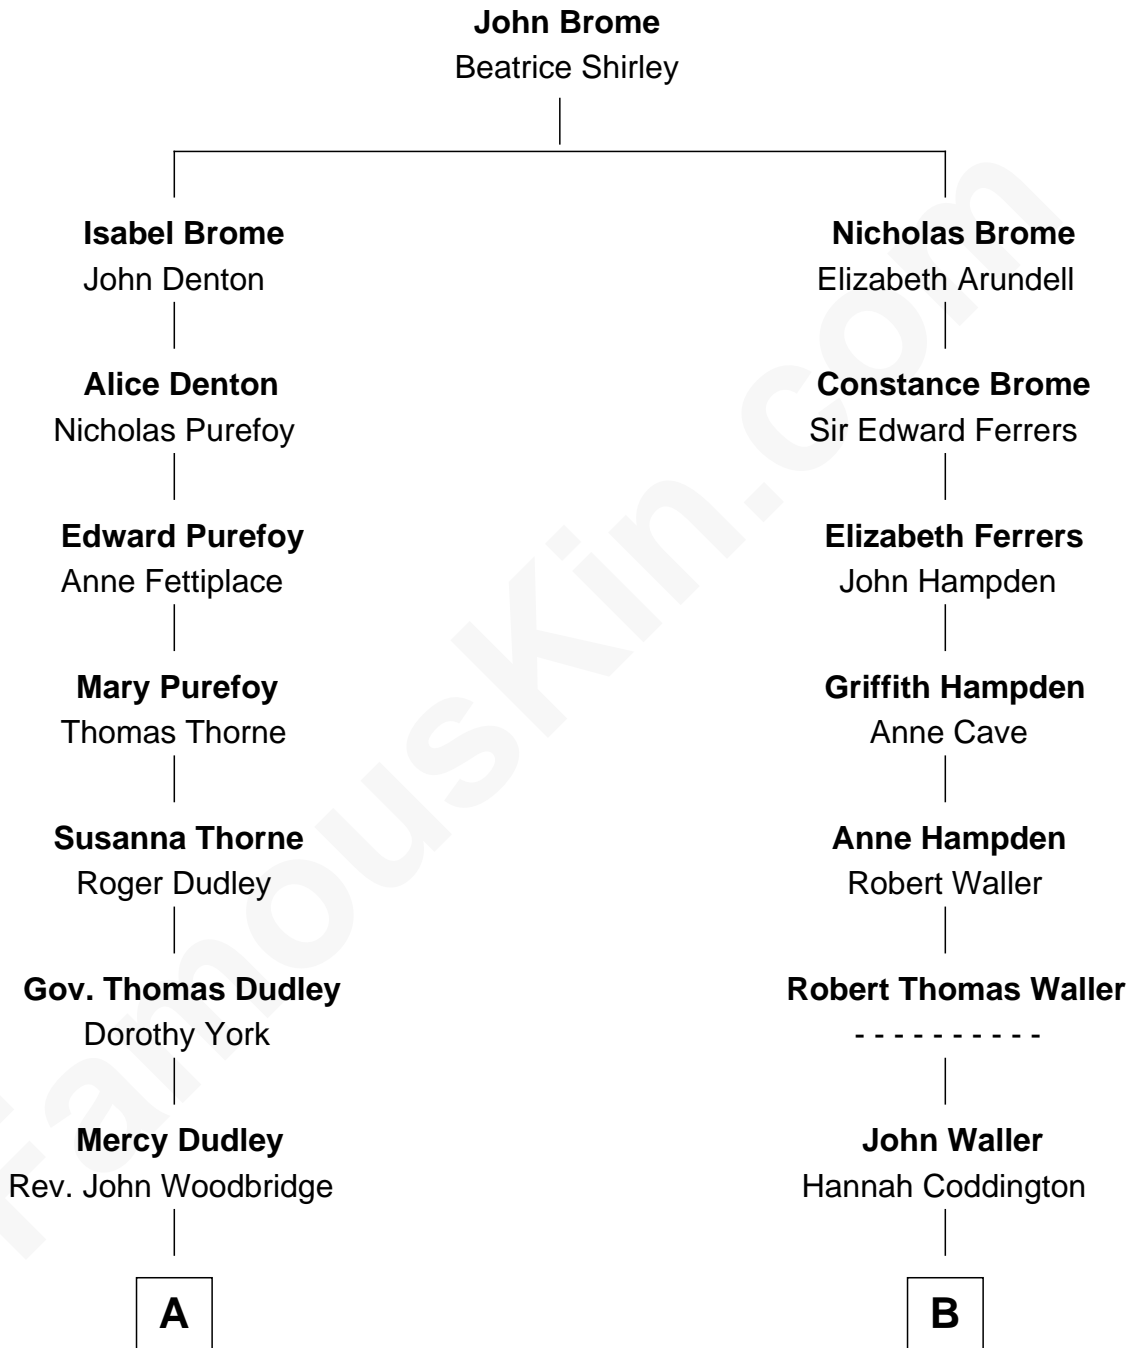 John Brome
Beatrice Shirley
Isabel Brome
John Denton
Nicholas Brome
Elizabeth Arundell
Alice Denton
Nicholas Purefoy
Constance Brome
Sir Edward Ferrers
Edward Purefoy
Anne Fettiplace
Elizabeth Ferrers
John Hampden
Mary Purefoy
Thomas Thorne
Griffith Hampden
Anne Cave
Susanna Thorne
Roger Dudley
Anne Hampden
Robert Waller
Gov. Thomas Dudley
Dorothy York
Robert Thomas Waller
- - - - - - - - - -
Mercy Dudley
Rev. John Woodbridge
John Waller
Hannah Coddington
A
B
FamousKin.com